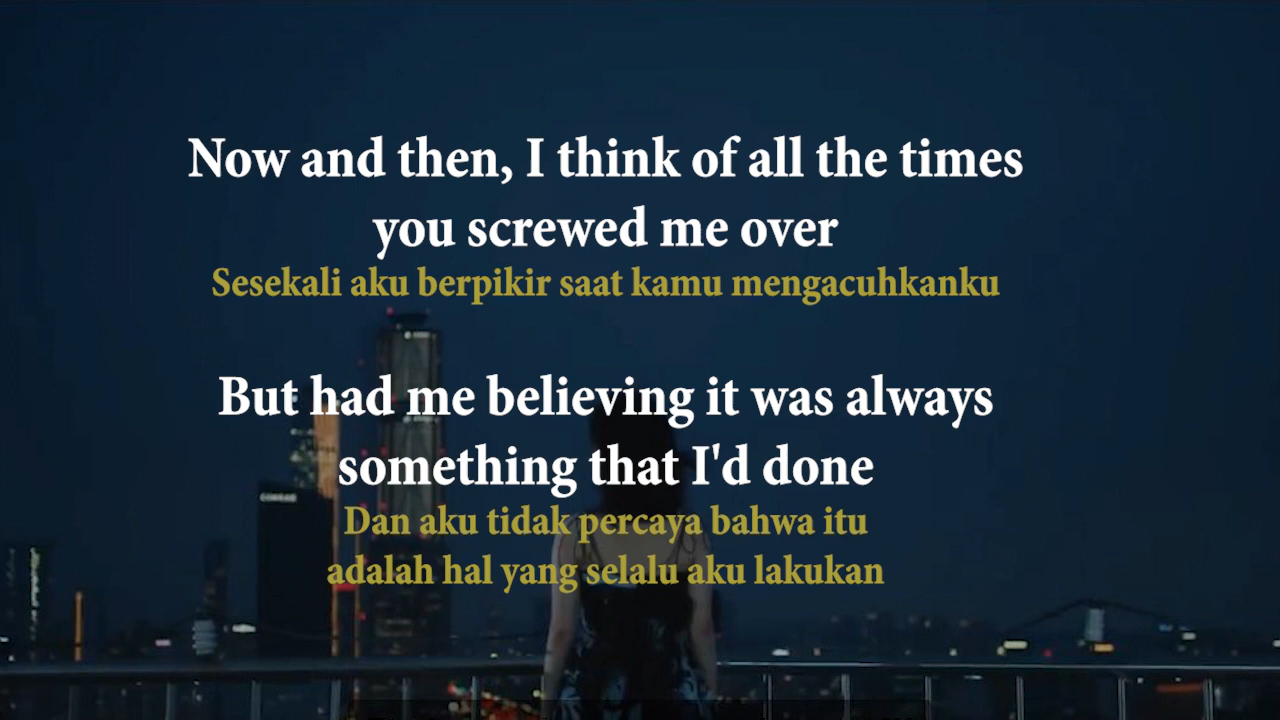 Now and then, I think of all the times
you screwed me over
Sesekali aku berpikir saat kamu mengacuhkanku
But had me believing it was always
something that I'd done
Dan aku tidak percaya bahwa itu
adalah hal yang selalu aku lakukan
CONRAD